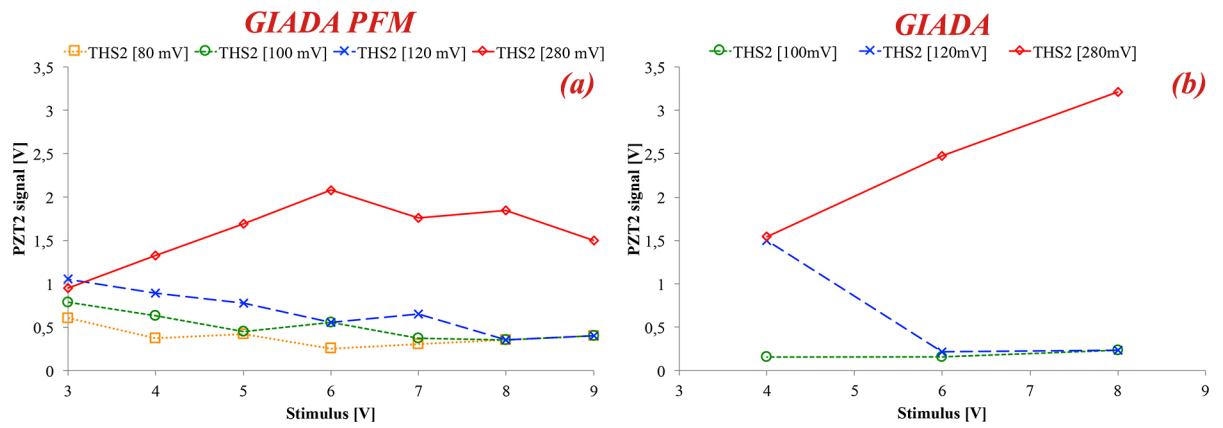 GIADA PFM
THS2 [80 mV] THS2 [100 mV] THS2 [120 mV] THS2 [280 mV]
(a)
3,5
3
2,5
2
1,5
1
0,5
0
PZT2 signal [V]
3 4 5 6 7 8 9
Stimulus [V]
GIADA
THS2 [100mV] THS2 [120mV] THS2 [280mV]
(b)
3,5
3
2,5
2
1,5
1
0,5
0
PZT2 signal [V]
3 4 5 6 7 8 9
Stimulus [V]